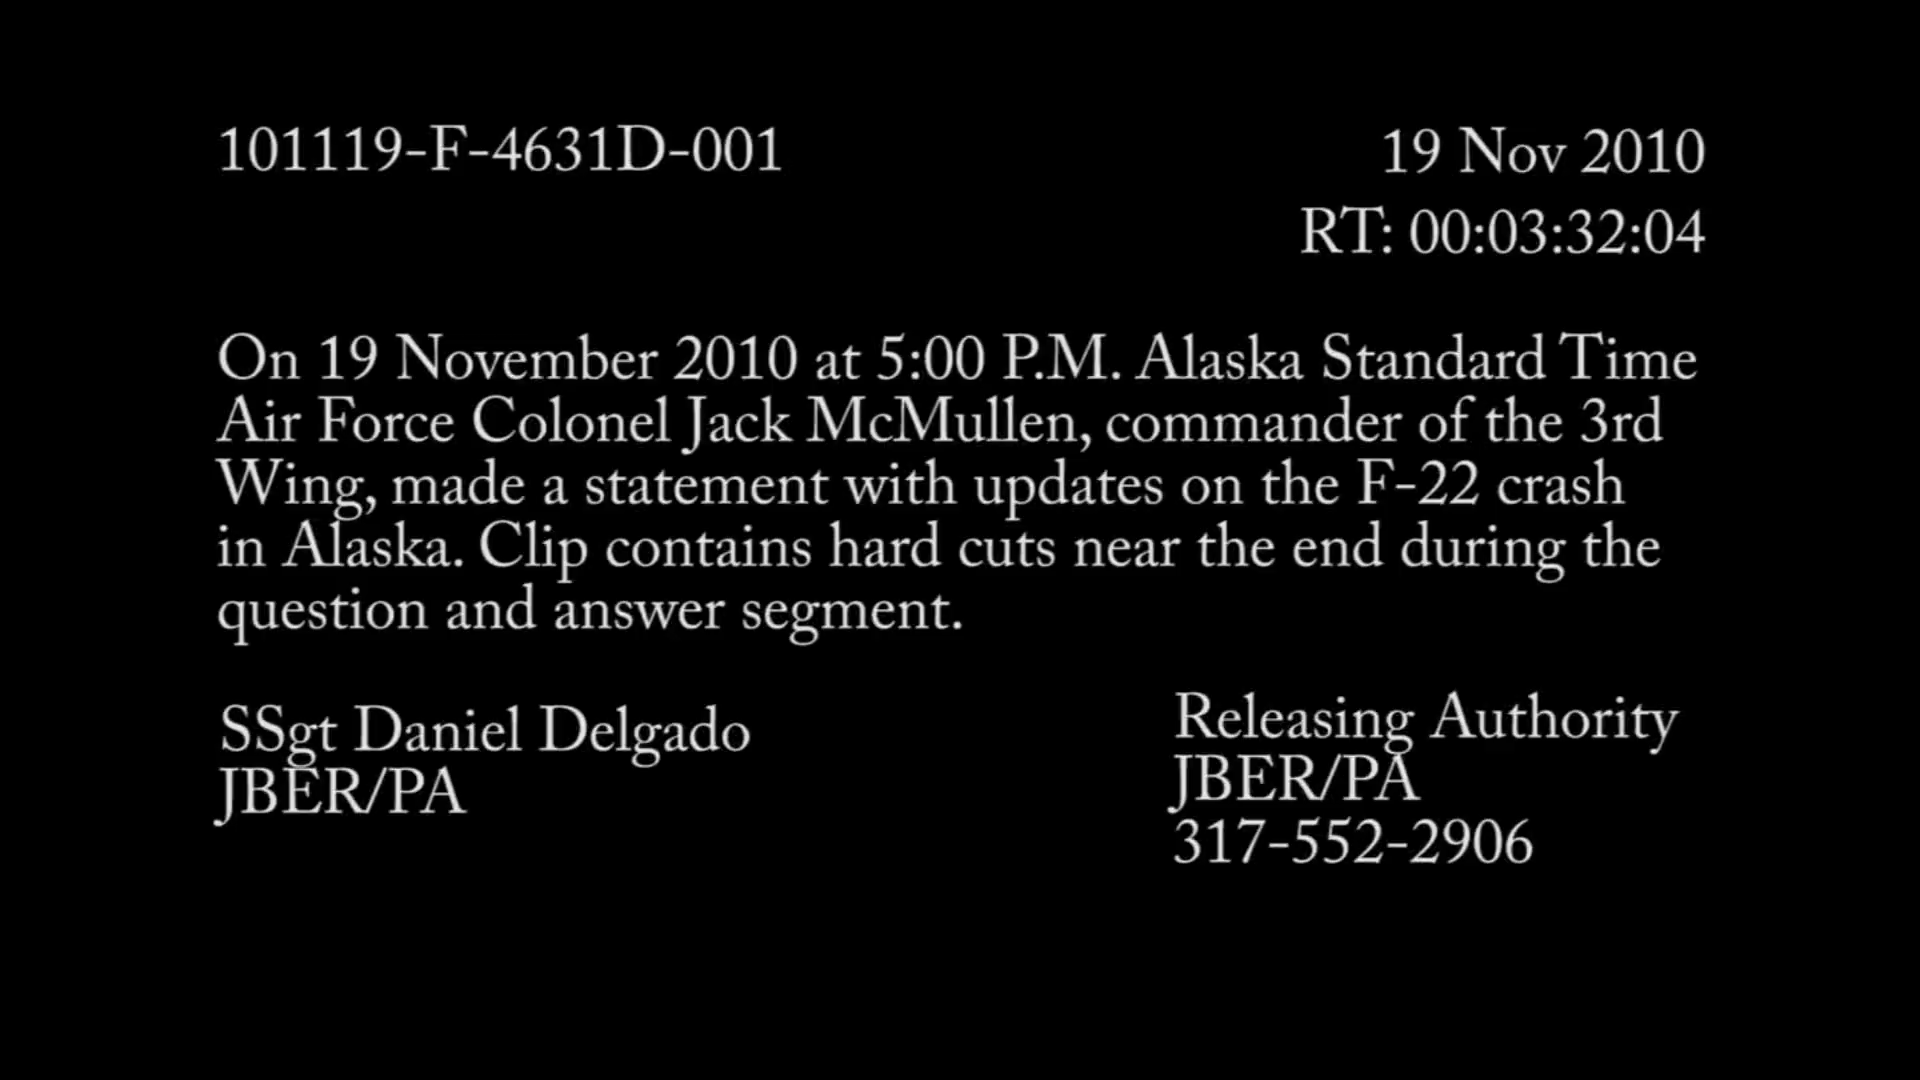 101119-F-4631D-001
19 Nov 2010
RT: 00:03:32:04
On 19 November 2010 at 5:00 P.M. Alaska Standard Time
Air Force Colonel Jack McMullen, commander of the 3rd
Wing, made a statement with updates on the F-22 crash
in Alaska. Clip contains hard cuts near the end during the
question and answer segment.
SSgt Daniel Delgado
JBER/PA
Releasing Authority
JBER/PA
317-552-2906